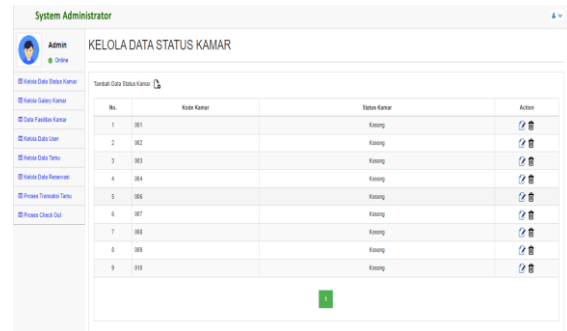 System Administrator
Admin
Online
KELOLA DATA STATUS KAMAR
Kelola Data Status Kamar
Kelola Galery Kamar
Data Fasilitas Kamar
Kelola Data User
Kelola Data Tamu
Kelola Data Reservasi
Proses Transaksi Tamu
Proses Check Out
Tambah Data Status Kamar
No. Kode Kamar Status Kamar Action
1 001 Kosong
2 002 Kosong
3 003 Kosong
4 004 Kosong
5 006 Kosong
6 007 Kosong
7 008 Kosong
8 009 Kosong
9 010 Kosong
1